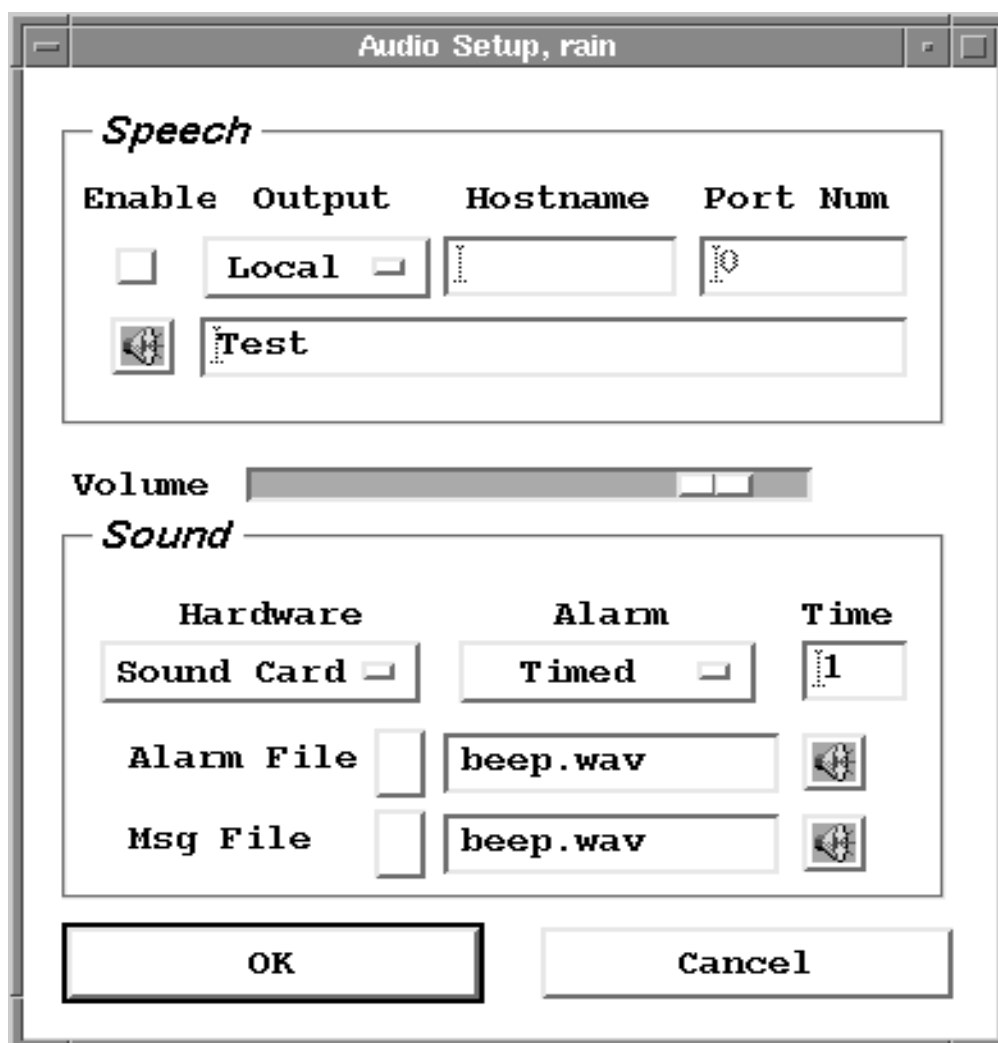 Audio Setup, rain
Speech
Enable Output Hostname Port Num
Local 0
Test
Volume
Sound
Hardware Alarm Time
Sound Card Timed 1
Alarm File beep.wav
Msg File beep.wav
OK Cancel